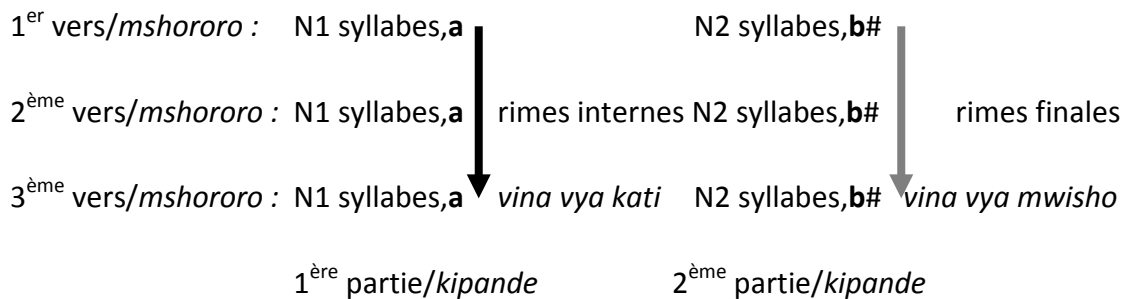 1er vers/mshororo : N1 syllabes,a N2 syllabes,b#
2ème vers/mshororo : N1 syllabes,a rimes internes N2 syllabes,b# rimes finales
3ème vers/mshororo : N1 syllabes,a vina vya kati N2 syllabes,b# vina vya mwisho
1ère partie/kipande 2ème partie/kipande